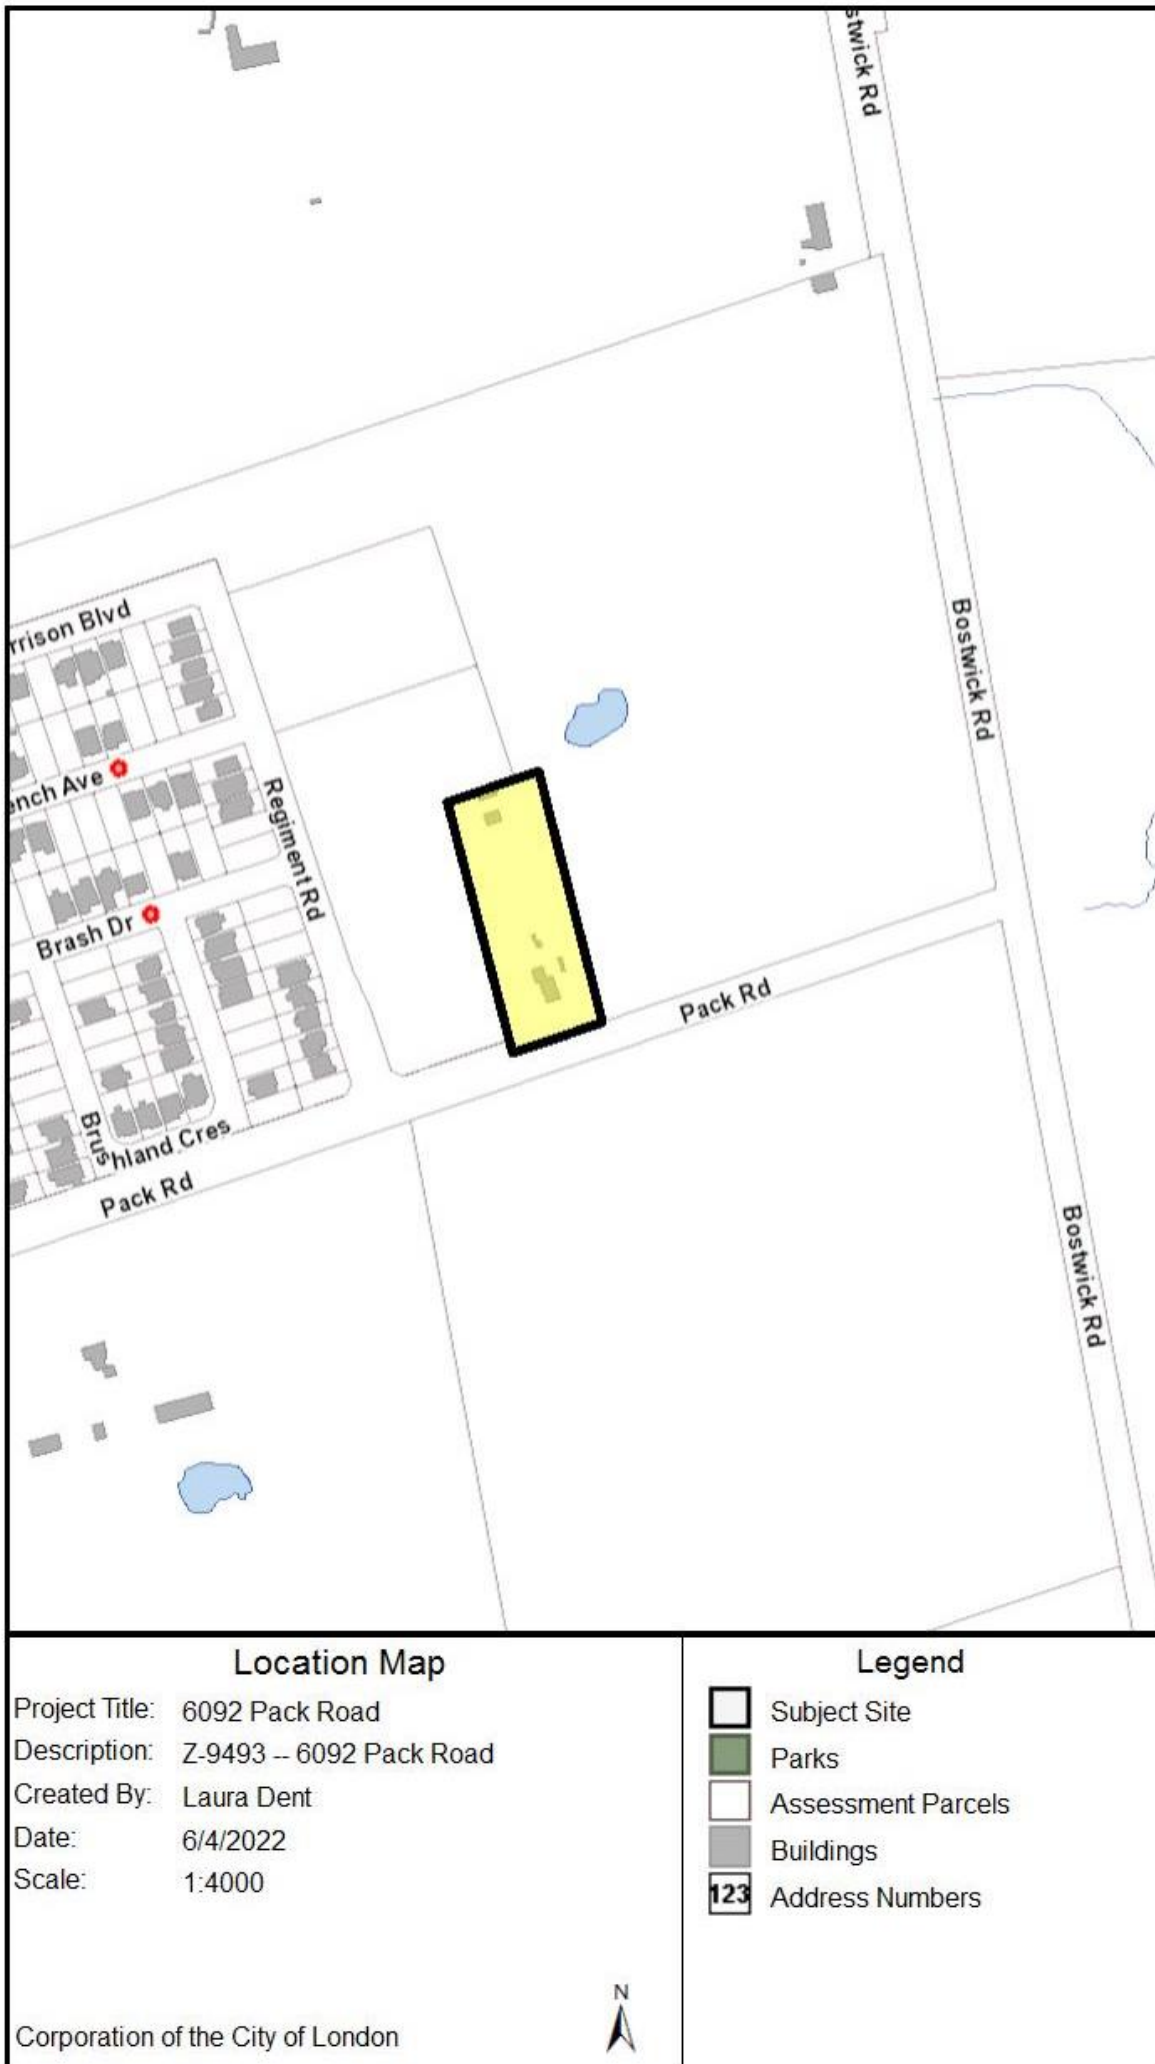 stwick Rd
rrison Blvd
Bostwick Rd
ench Ave
Regiment Rd
Brash Dr
Pack Rd
Brushland Cres
Pack Rd
Bostwick Rd
Location Map
Project Title: 6092 Pack Road
Description: Z-9493 -- 6092 Pack Road
Created By: Laura Dent
Date: 6/4/2022
Scale: 1:4000
N
Corporation of the City of London
Legend
Subject Site
Parks
Assessment Parcels
Buildings
123 Address Numbers